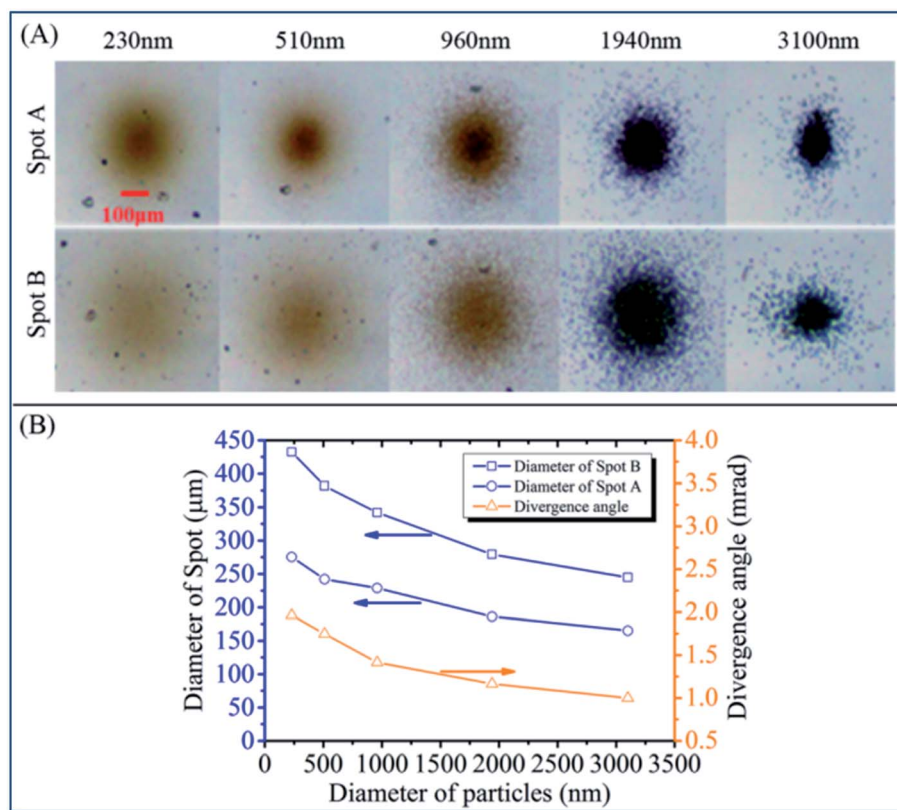 (A)
230nm 510nm 960nm 1940nm 3100nm
Spot A
100μm
Spot B
(B)
Diameter of Spot (μm)
450
400
350
300
250
200
150
100
50
0
Diameter of Spot B
Diameter of Spot A
Divergence angle
4.0
3.5
3.0
2.5
2.0
1.5
1.0
0.5
Divergence angle (mrad)
0 500 1000 1500 2000 2500 3000 3500
Diameter of particles (nm)